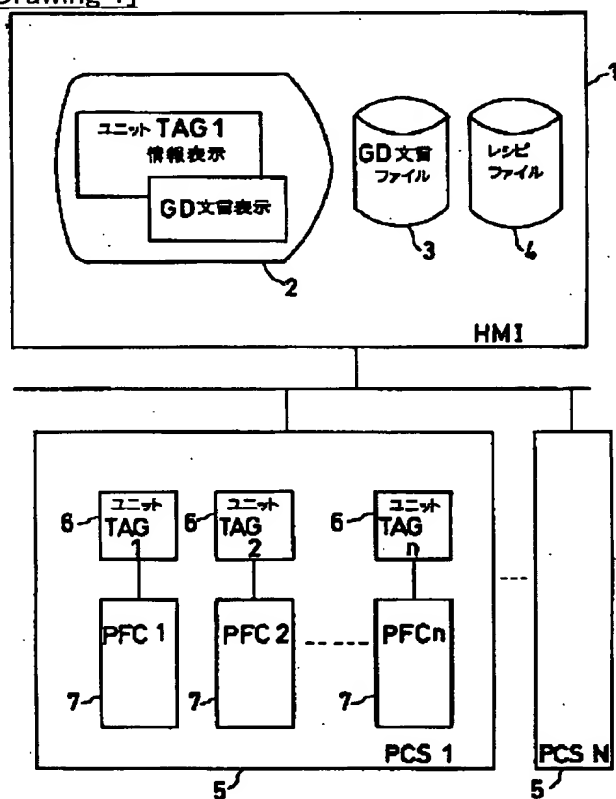 Drawing 1]
1
ユニット TAG 1
情報表示
GD文言表示
2
GD文言
ファイル
3
レシピ
ファイル
4
HMI
6
ユニット
TAG
1
6
ユニット
TAG
2
6
ユニット
TAG
n
PFC 1
7
PFC 2
7
PFCn
7
PCS 1
5
PCS N
5